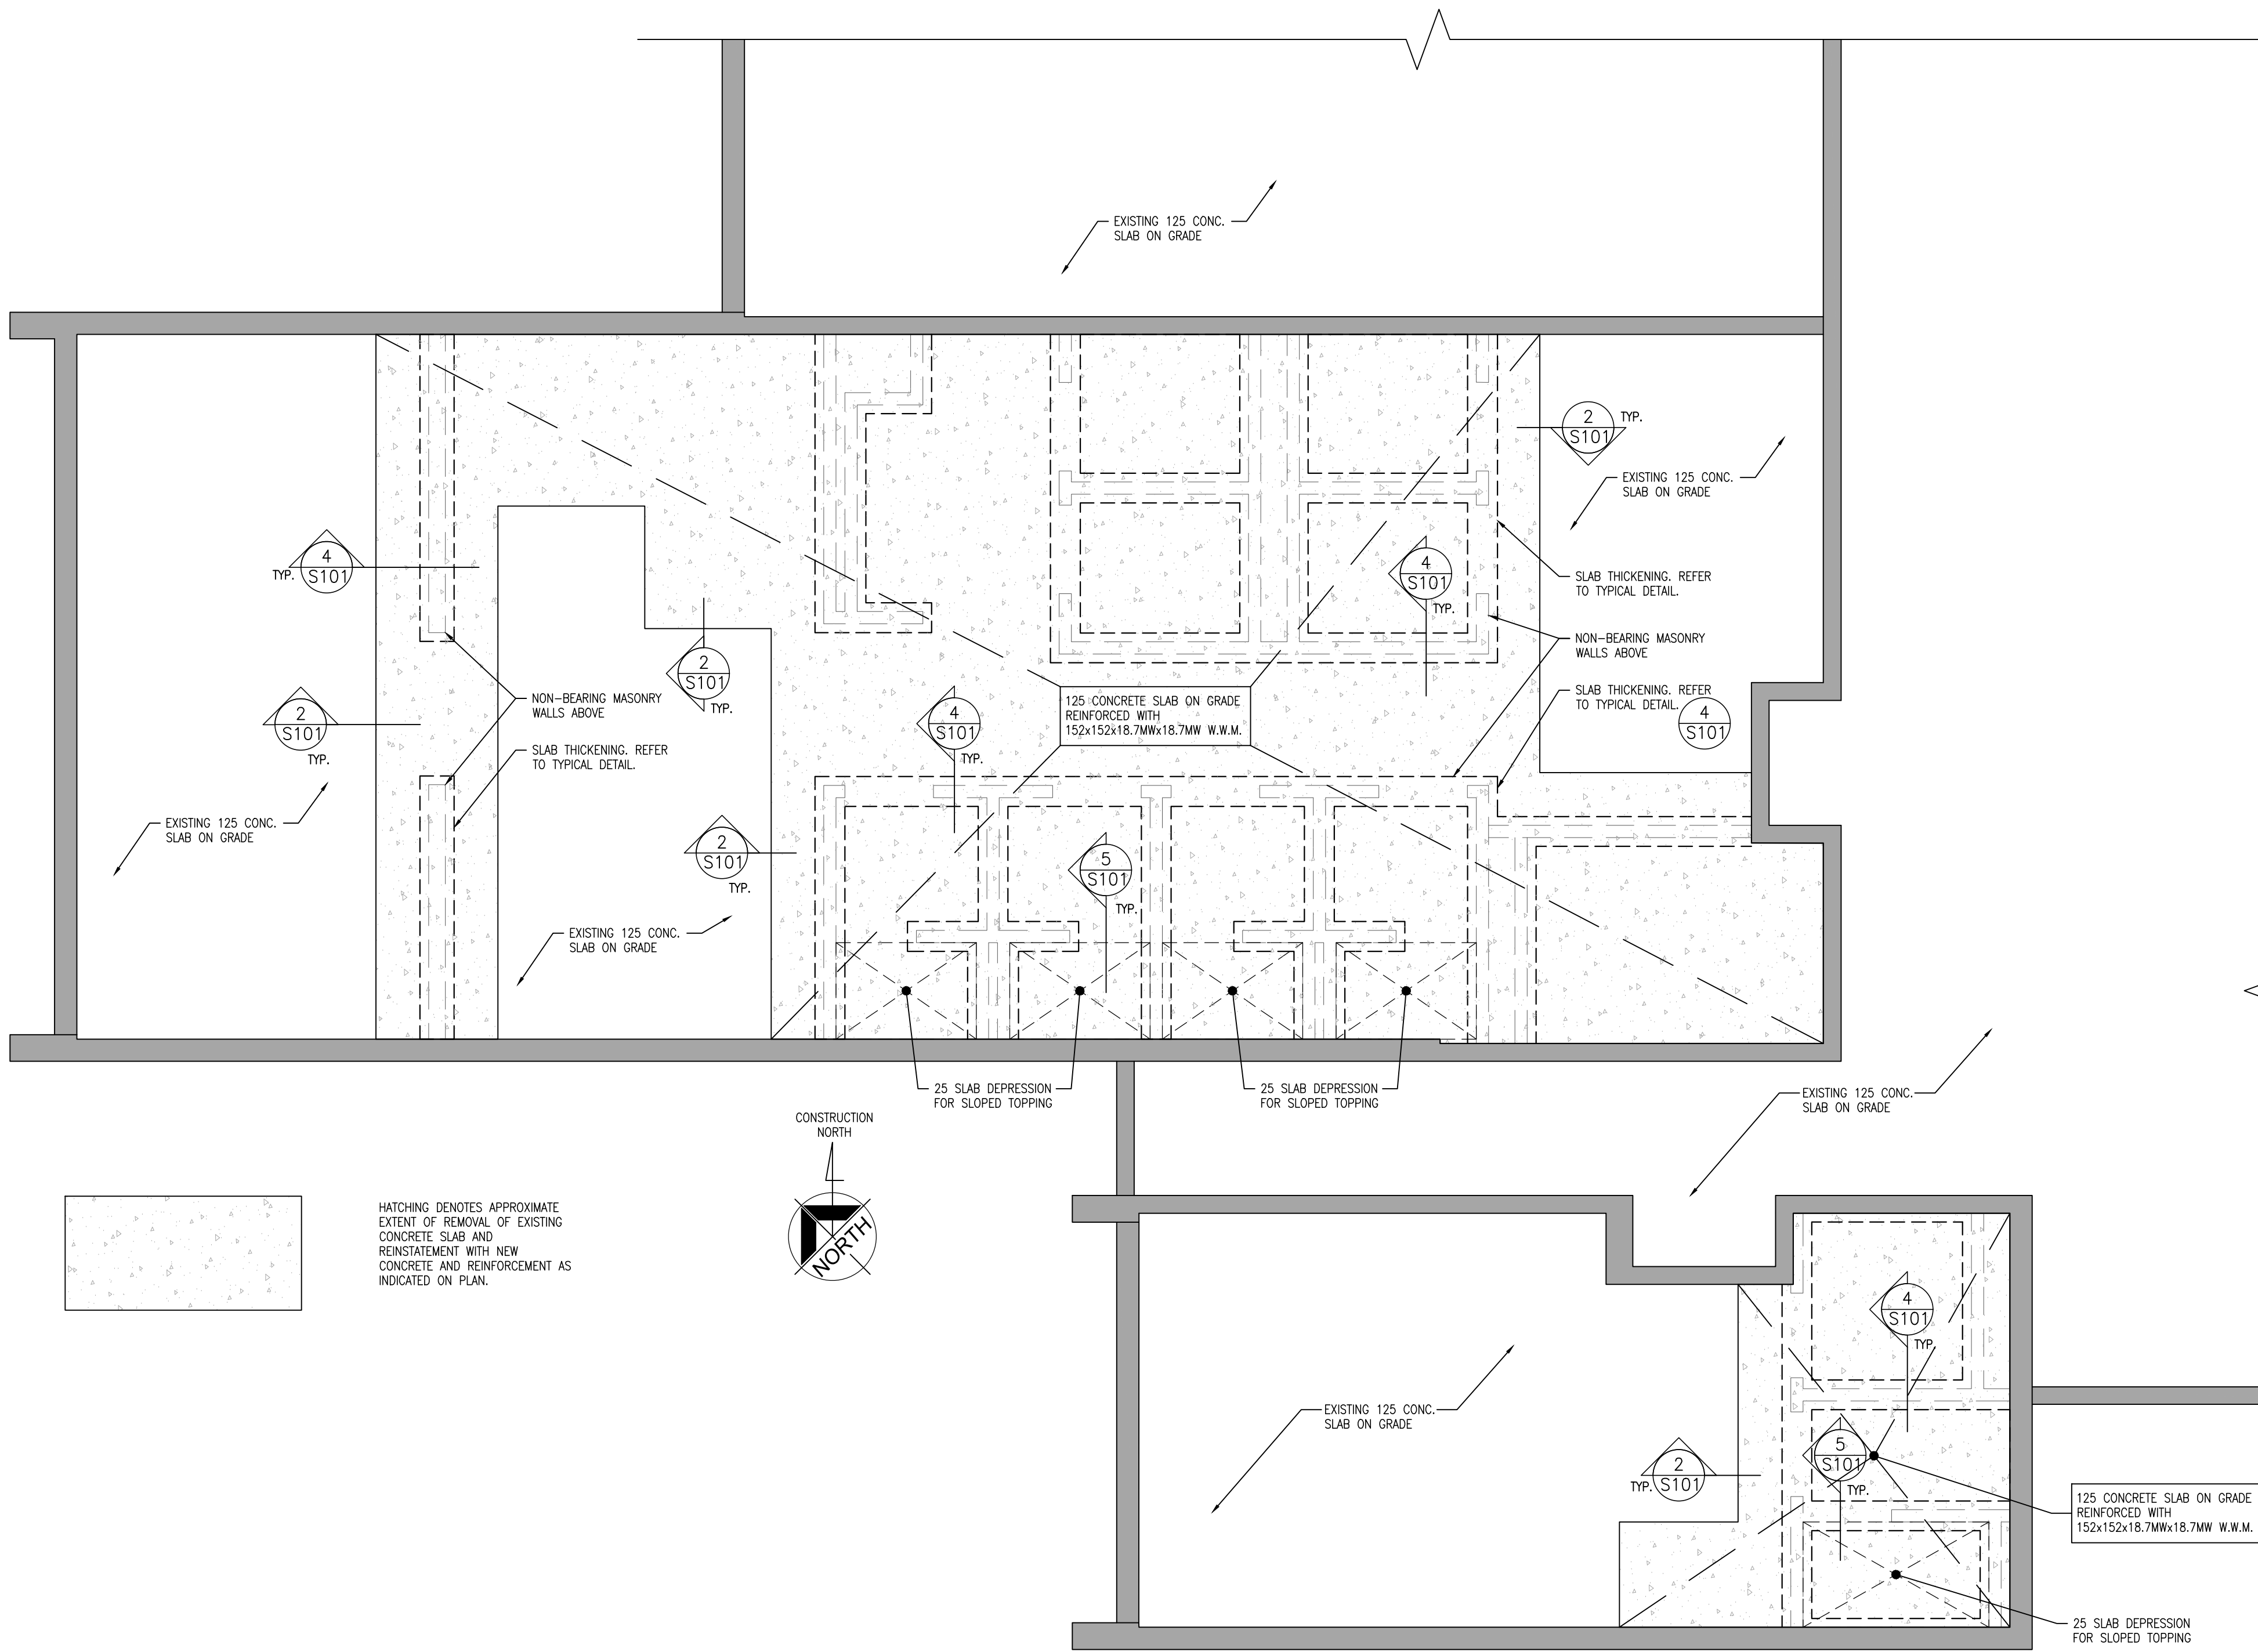 EXISTING 125 CONC.
SLAB ON GRADE
2
S101
TYP.
EXISTING 125 CONC.
SLAB ON GRADE
4
S101
TYP.
4
S101
TYP.
SLAB THICKENING. REFER
TO TYPICAL DETAIL.
NON-BEARING MASONRY
WALLS ABOVE
2
S101
TYP.
SLAB THICKENING. REFER
TO TYPICAL DETAIL.
4
S101
NON-BEARING MASONRY
WALLS ABOVE
125 CONCRETE SLAB ON GRADE
REINFORCED WITH
152x152x18.7MWx18.7MW W.W.M.
2
S101
TYP.
4
S101
TYP.
SLAB THICKENING. REFER
TO TYPICAL DETAIL.
EXISTING 125 CONC.
SLAB ON GRADE
2
S101
TYP.
5
S101
TYP.
EXISTING 125 CONC.
SLAB ON GRADE
25 SLAB DEPRESSION
FOR SLOPED TOPPING
25 SLAB DEPRESSION
FOR SLOPED TOPPING
EXISTING 125 CONC.
SLAB ON GRADE
CONSTRUCTION
NORTH
NORTH
HATCHING DENOTES APPROXIMATE
EXTENT OF REMOVAL OF EXISTING
CONCRETE SLAB AND
REINSTATEMENT WITH NEW
CONCRETE AND REINFORCEMENT AS
INDICATED ON PLAN.
4
S101
TYP.
EXISTING 125 CONC.
SLAB ON GRADE
5
S101
TYP.
2
S101
TYP.
125 CONCRETE SLAB ON GRADE
REINFORCED WITH
152x152x18.7MWx18.7MW W.W.M.
25 SLAB DEPRESSION
FOR SLOPED TOPPING